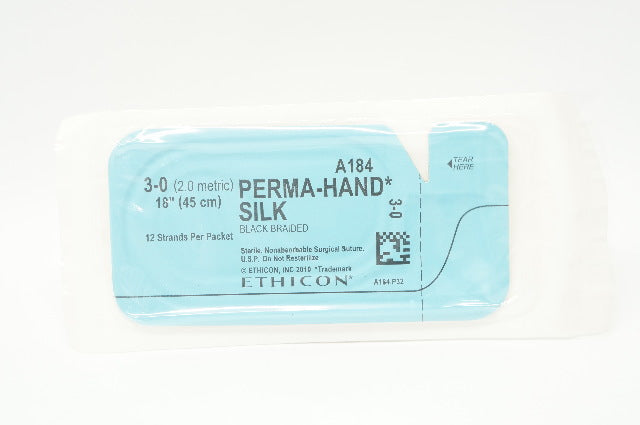 A184
3-0 (2.0 metric) PERMA-HAND*
18" (45 cm) SILK
BLACK BRAIDED
3-0
12 Strands Per Packet
Sterile. Nonabsorbable Surgical Suture.
U.S.P. Do Not Resterilize
© ETHICON, INC 2010 *Trademark
ETHICON*
A184-P32
TEAR
HERE